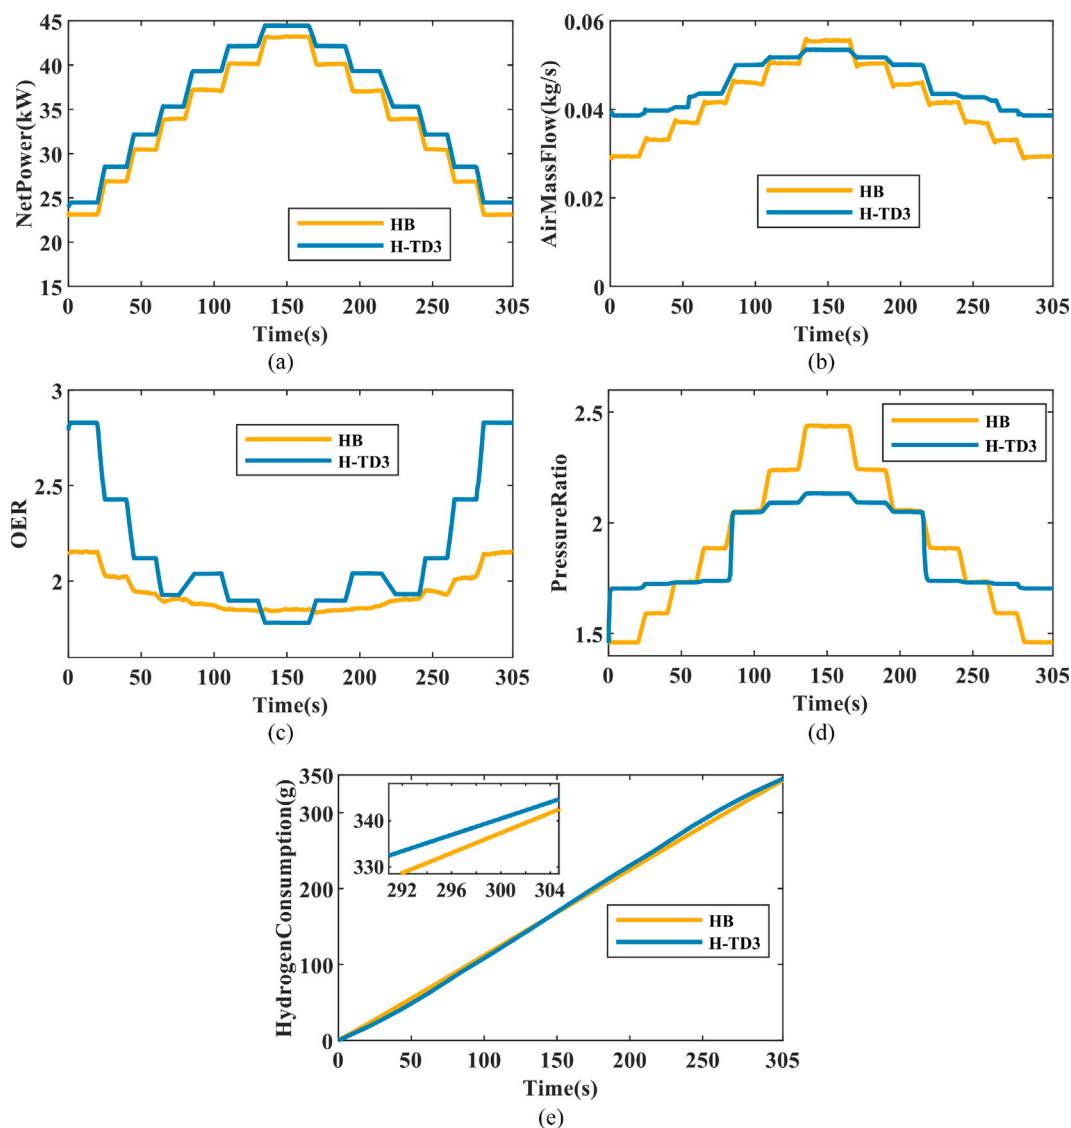 45
40
35
30
25
20
15
NetPower(kW)
HB
H-TD3
0 50 100 150 200 250 305
Time(s)
(a)
0.06
0.04
0.02
0
AirMassFlow(kg/s)
HB
H-TD3
0 50 100 150 200 250 305
Time(s)
(b)
3
2.5
2
OER
HB
H-TD3
0 50 100 150 200 250 305
Time(s)
(c)
2.5
2
1.5
PressureRatio
HB
H-TD3
0 50 100 150 200 250 305
Time(s)
(d)
350
300
200
100
0
HydrogenConsumption(g)
340
330
292 296 300 304
HB
H-TD3
0 50 100 150 200 250 305
Time(s)
(e)